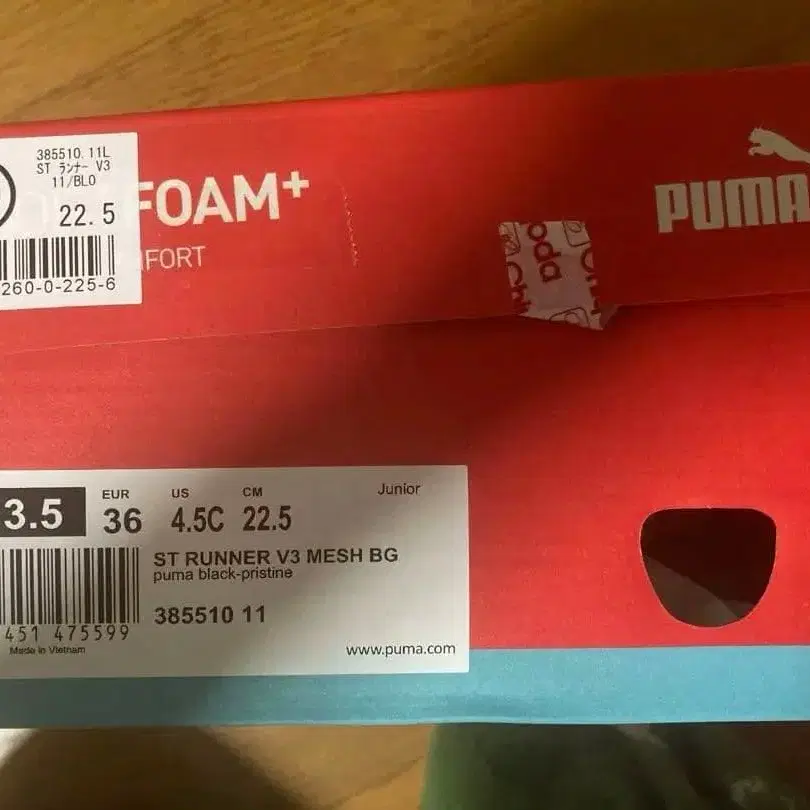 385510.11L
ST ランナー V3
11/BLO
22.5
260-0-225-6
FOAM+
FORT
PUMA
3.5
EUR
36
US
4.5C
CM
22.5
Junior
ST RUNNER V3 MESH BG
puma black-pristine
385510 11
451 475599
Made in Vietnam
www.puma.com